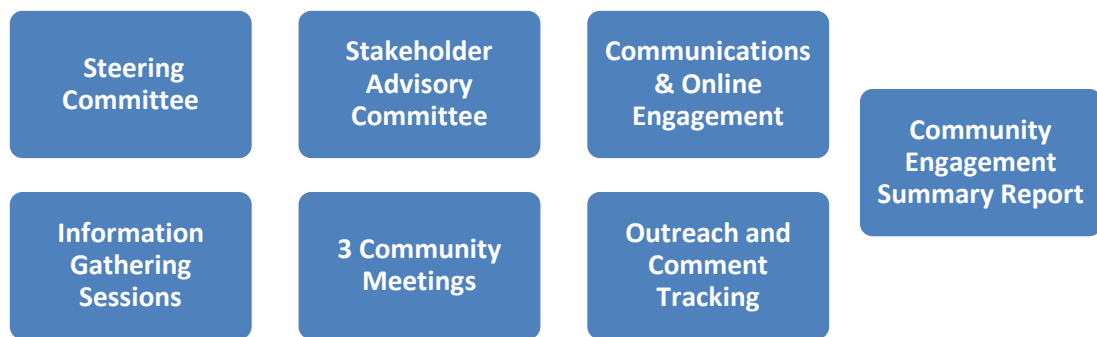 Steering
Committee
Stakeholder
Advisory
Committee
Communications
& Online
Engagement
Community
Engagement
Summary Report
Information
Gathering
Sessions
3 Community
Meetings
Outreach and
Comment
Tracking